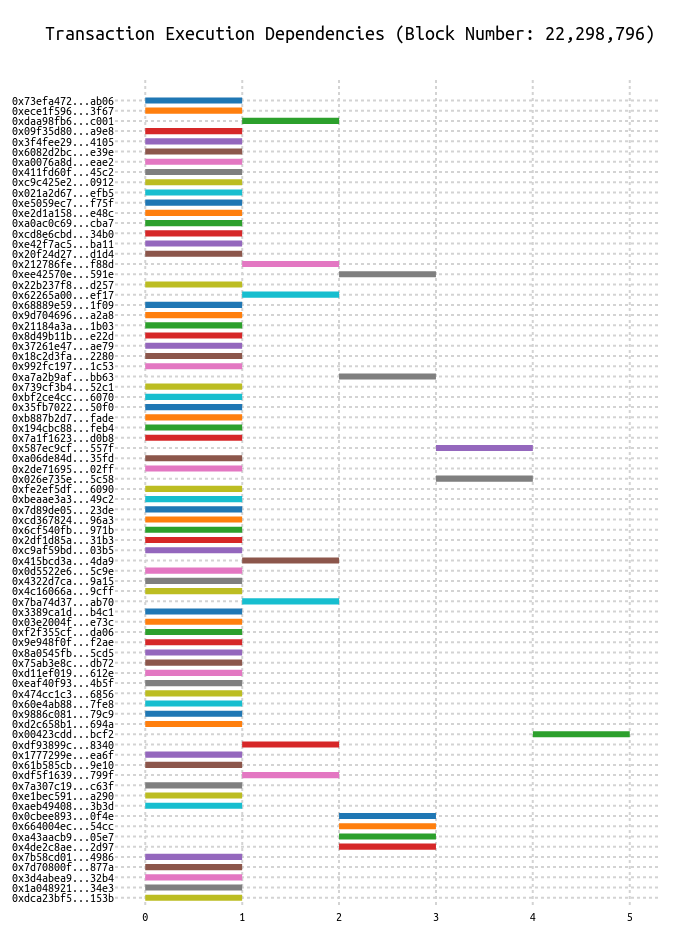 Transaction Execution Dependencies (Block Number: 22,298,796)
0x73efa472...ab06
0xece1f596...3f67
0xdaa98fb6...c001
0x09f35d80...a9e8
0x3f4fee29...4105
0x6082d2bc...e39e
0xa0076a8d...eae2
0x411fd60f...45c2
0xc9c425e2...0912
0x021a2d67...efb5
0xe5059ec7...f75f
0xe2d1a158...e48c
0xa0ac0c69...cba7
0xcd8e6cbd...34b0
0xe42f7ac5...ba11
0x20f24d27...d1d4
0x212786fe...f88d
0xee42570e...591e
0x22b237f8...d257
0x62265a00...ef17
0x68889e59...1f09
0x9d704696...a2a8
0x21184a3a...1b03
0x8d49b11b...e22d
0x37261e47...ae79
0x18c2d3fa...2280
0x992fc197...1c53
0xa7a2b9af...bb63
0x739cf3b4...52c1
0xbf2ce4cc...6070
0x35fb7022...50f0
0xb887b2d7...fade
0x194cbc88...feb4
0x7a1f1623...d0b8
0x587ec9cf...557f
0xa06de84d...35fd
0x2de71695...02ff
0x026e735e...5c58
0xfe2ef5df...6090
0xbeaae3a3...49c2
0x7d89de05...23de
0xcd367824...96a3
0x6cf540fb...971b
0x2df1d85a...31b3
0xc9af59bd...03b5
0x415bcd3a...4da9
0x0d5522e6...5c9e
0x4322d7ca...9a15
0x4c16066a...9cff
0x7ba74d37...ab70
0x3389ca1d...b4c1
0x03e2004f...e73c
0xf2f355cf...da06
0x9e948f0f...f2ae
0x8a0545fb...5cd5
0x75ab3e8c...db72
0xd11ef019...612e
0xeaf40f93...4b5f
0x474cc1c3...6856
0x60e4ab88...7fe8
0x9886c081...79c9
0xd2c658b1...694a
0x00423cdd...bcf2
0xdf93899c...8340
0x1777299e...ea6f
0x61b585cb...9e10
0xdf5f1639...799f
0x7a307c19...c63f
0xe1bec591...a290
0xaeb49408...3b3d
0x0cbee893...0f4e
0x664004ec...54cc
0xa43aacb9...05e7
0x4de2c8ae...2d97
0x7b58cd01...4986
0x7d70800f...877a
0x3d4abea9...32b4
0x1a048921...34e3
0xdca23bf5...153b
0 1 2 3 4 5